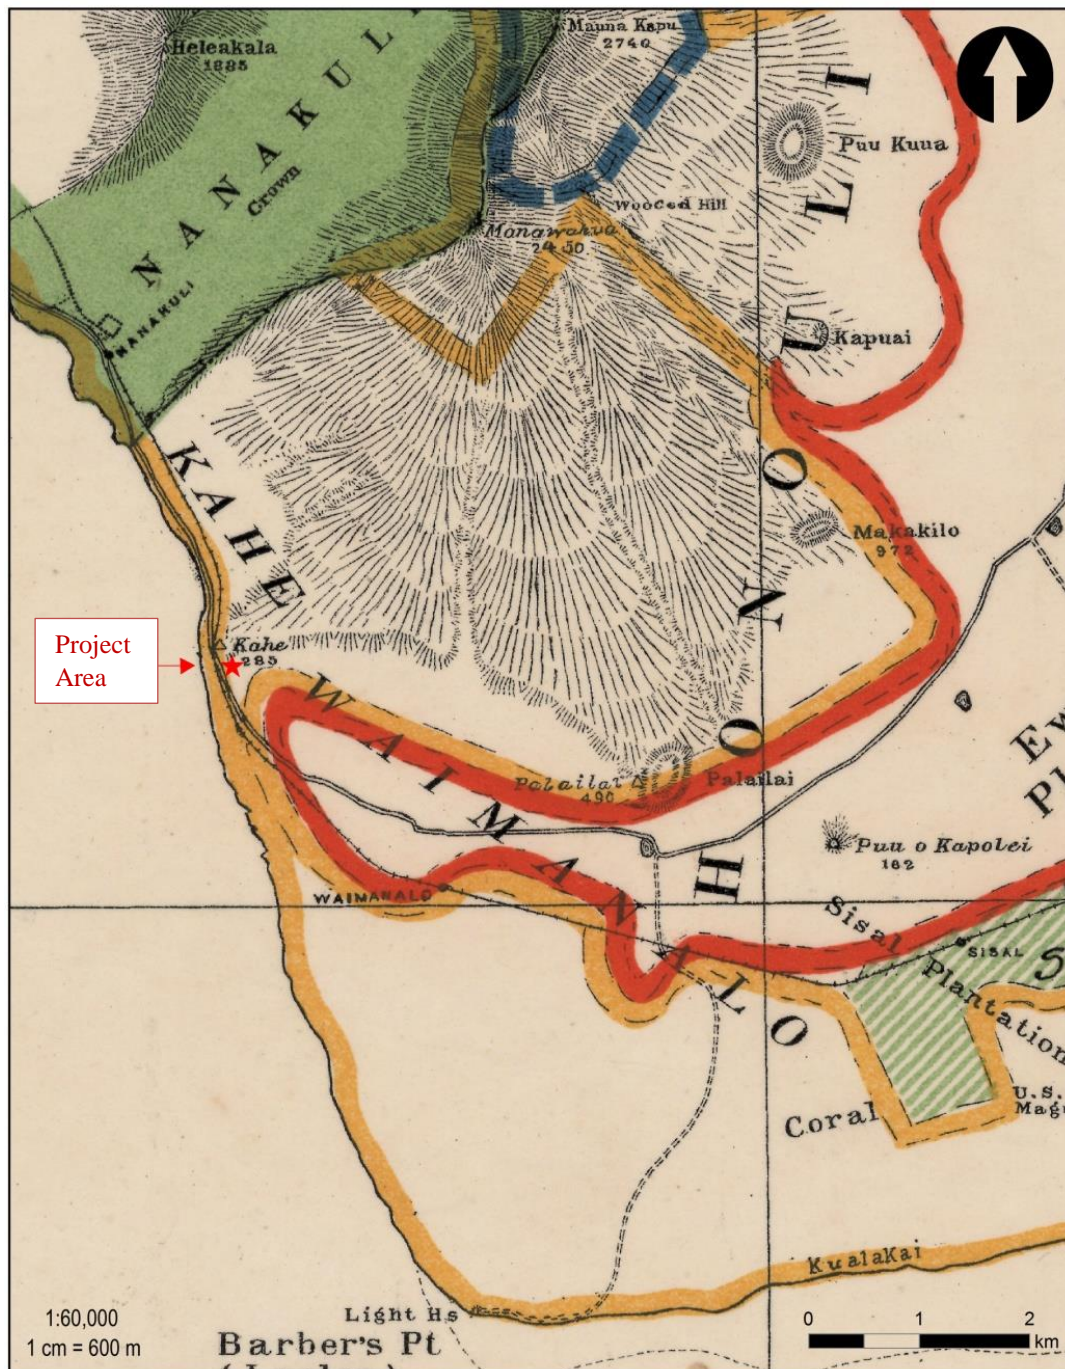 Mauna Kapu
2740
Heleakala
1885
NANAKULI
Crown
Puu Kuua
Wooded Hill
Manawahua
2450
NANAKULI
Kapuai
KAHE
Makakilo
972
HONOULIULI
Project
Area
Kahe
285
WAIMANALO
Palailai
490
Palailai
Puu o Kapolei
162
WAIMANALO
Sisal Plantation
SISAL
S
Coral
U.S.
Kualakai
Light Hs
Barber's Pt
1:60,000
1 cm = 600 m
0 1 2
km